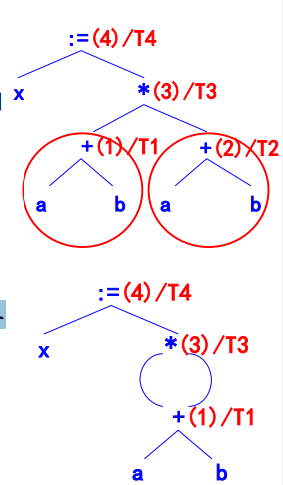 :=(4)/T4
x *(3)/T3
+(1)/T1 +(2)/T2
a b a b
:=(4)/T4
x *(3)/T3
+(1)/T1
a b